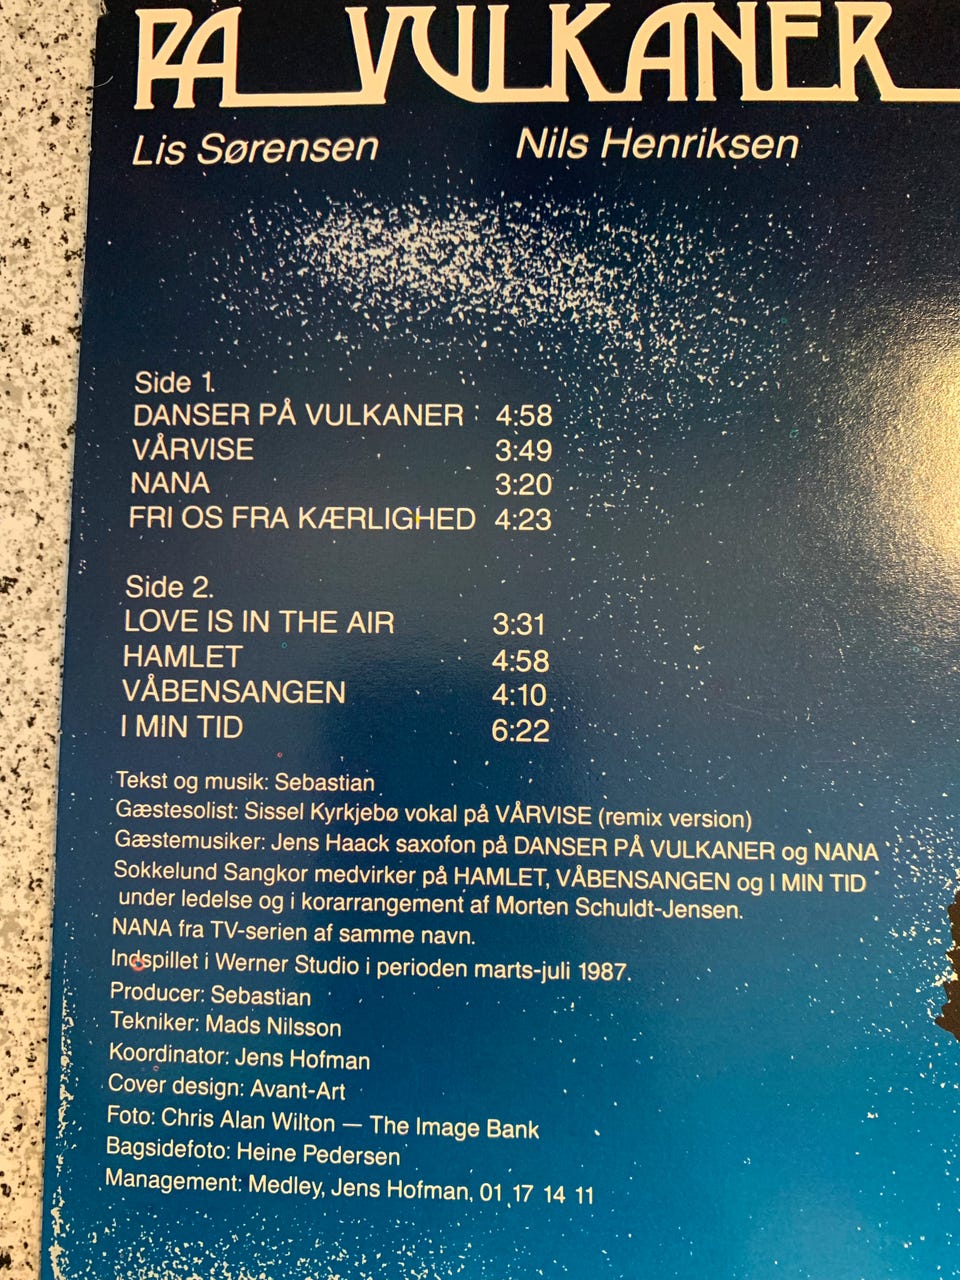 PÅ VULKANER
Lis Sørensen Nils Henriksen
Side 1.
DANSER PÅ VULKANER 4:58
VÅRVISE 3:49
NANA 3:20
FRI OS FRA KÆRLIGHED 4:23
Side 2.
LOVE IS IN THE AIR 3:31
HAMLET 4:58
VÅBENSANGEN 4:10
I MIN TID 6:22
Tekst og musik: Sebastian
Gæstesolist: Sissel Kyrkjebø vokal på VÅRVISE (remix version)
Gæstemusiker: Jens Haack saxofon på DANSER PÅ VULKANER og NANA
Sokkelund Sangkor medvirker på HAMLET, VÅBENSANGEN og I MIN TID
under ledelse og i korarrangement af Morten Schuldt-Jensen.
NANA fra TV-serien af samme navn.
Indspillet i Werner Studio i perioden marts-juli 1987.
Producer: Sebastian
Tekniker: Mads Nilsson
Koordinator: Jens Hofman
Cover design: Avant-Art
Foto: Chris Alan Wilton — The Image Bank
Bagsidefoto: Heine Pedersen
Management: Medley, Jens Hofman, 01 17 14 11